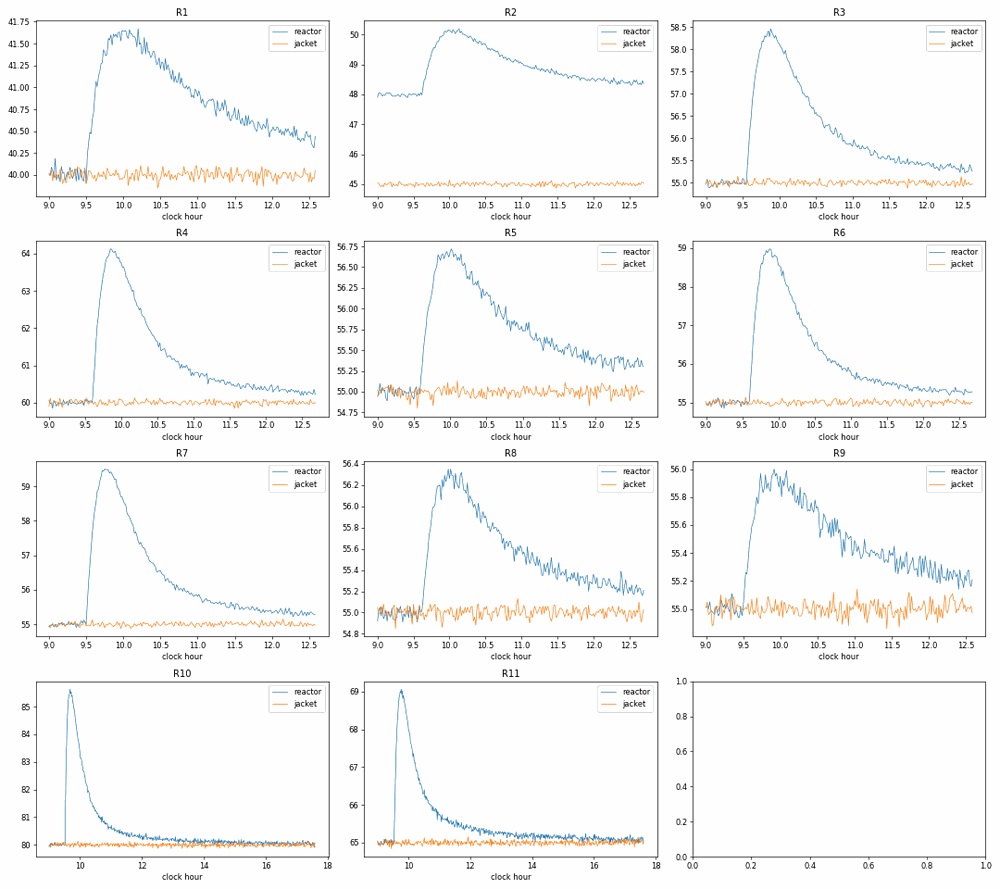 R1
41.75
41.50
41.25
41.00
40.75
40.50
40.25
40.00
reactor
jacket
9.0 9.5 10.0 10.5 11.0 11.5 12.0 12.5
clock hour
R2
50
49
48
47
46
45
reactor
jacket
9.0 9.5 10.0 10.5 11.0 11.5 12.0 12.5
clock hour
R3
58.5
58.0
57.5
57.0
56.5
56.0
55.5
55.0
reactor
jacket
9.0 9.5 10.0 10.5 11.0 11.5 12.0 12.5
clock hour
R4
64
63
62
61
60
reactor
jacket
9.0 9.5 10.0 10.5 11.0 11.5 12.0 12.5
clock hour
R5
56.75
56.50
56.25
56.00
55.75
55.50
55.25
55.00
54.75
reactor
jacket
9.0 9.5 10.0 10.5 11.0 11.5 12.0 12.5
clock hour
R6
59
58
57
56
55
reactor
jacket
9.0 9.5 10.0 10.5 11.0 11.5 12.0 12.5
clock hour
R7
59
58
57
56
55
reactor
jacket
9.0 9.5 10.0 10.5 11.0 11.5 12.0 12.5
clock hour
R8
56.4
56.2
56.0
55.8
55.6
55.4
55.2
55.0
54.8
reactor
jacket
9.0 9.5 10.0 10.5 11.0 11.5 12.0 12.5
clock hour
R9
56.0
55.8
55.6
55.4
55.2
55.0
reactor
jacket
9.0 9.5 10.0 10.5 11.0 11.5 12.0 12.5
clock hour
R10
85
84
83
82
81
80
reactor
jacket
10 12 14 16 18
clock hour
R11
69
68
67
66
65
reactor
jacket
10 12 14 16 18
clock hour
1.0
0.8
0.6
0.4
0.2
0.0
0.0 0.2 0.4 0.6 0.8 1.0